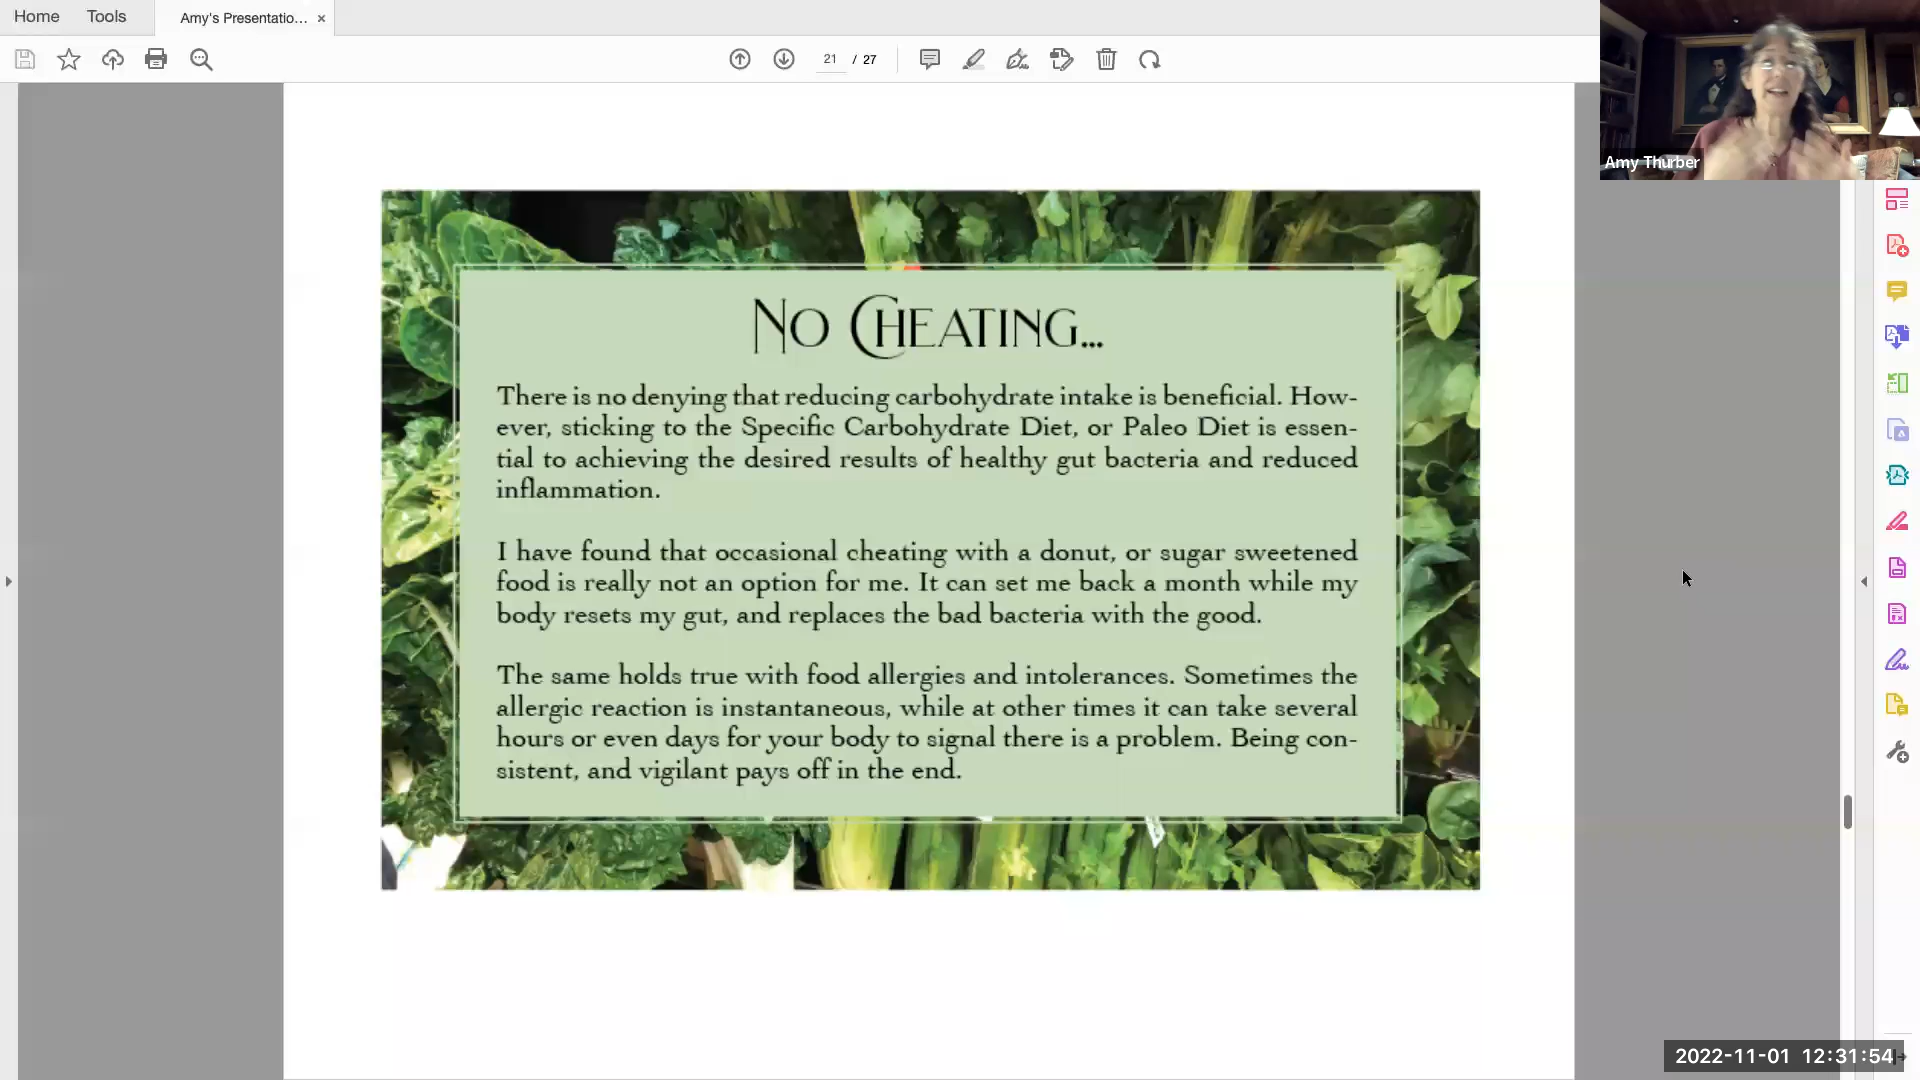 Home Tools Amy's Presentatio... ×
21 / 27
Amy Thurber
No Cheating...
There is no denying that reducing carbohydrate intake is beneficial. How-
ever, sticking to the Specific Carbohydrate Diet, or Paleo Diet is essen-
tial to achieving the desired results of healthy gut bacteria and reduced
inflammation.
I have found that occasional cheating with a donut, or sugar sweetened
food is really not an option for me. It can set me back a month while my
body resets my gut, and replaces the bad bacteria with the good.
The same holds true with food allergies and intolerances. Sometimes the
allergic reaction is instantaneous, while at other times it can take several
hours or even days for your body to signal there is a problem. Being con-
sistent, and vigilant pays off in the end.
2022-11-01 12:31:54